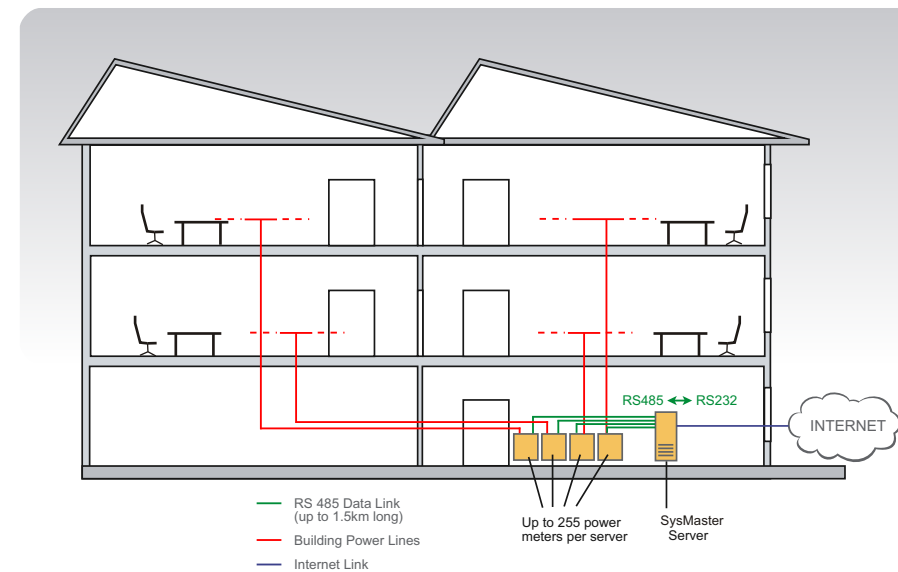 RS485 ↔ RS232
INTERNET
RS 485 Data Link
(up to 1.5km long)
Building Power Lines
Internet Link
Up to 255 power
meters per server
SysMaster
Server